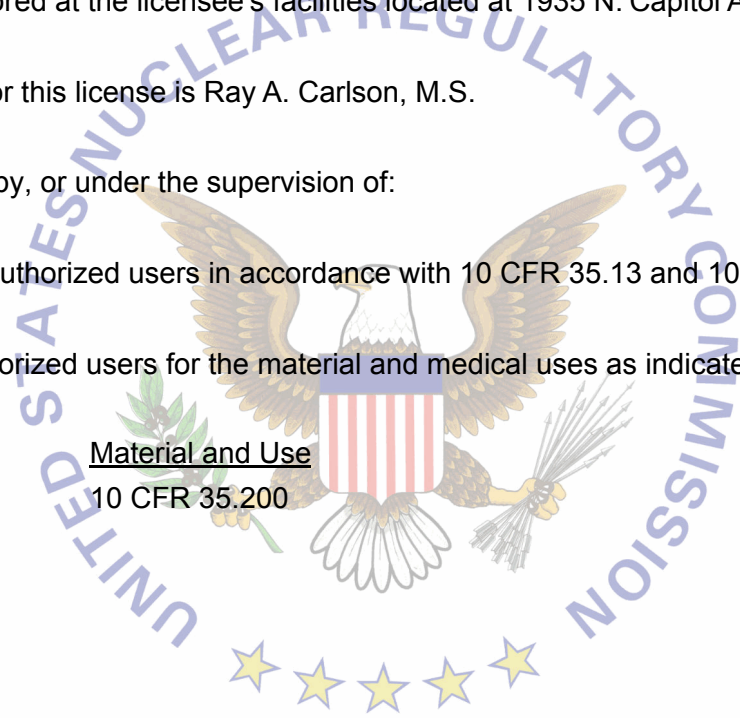 ored at the licensee's facilities located at 1935 N. Capitol A
or this license is Ray A. Carlson, M.S.
by, or under the supervision of:
uthorized users in accordance with 10 CFR 35.13 and 10
orized users for the material and medical uses as indicate
Material and Use
10 CFR 35.200
UNITED STATES NUCLEAR REGULATORY COMMISSION